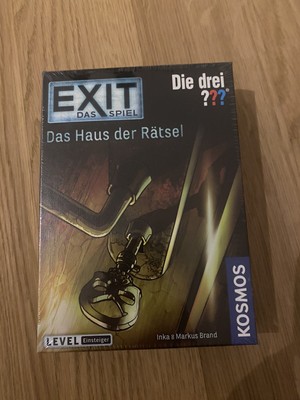 EXIT
DAS SPIEL
Die drei
???
Das Haus der Rätsel
KOSMOS
LEVEL Einsteiger
Inka & Markus Brand